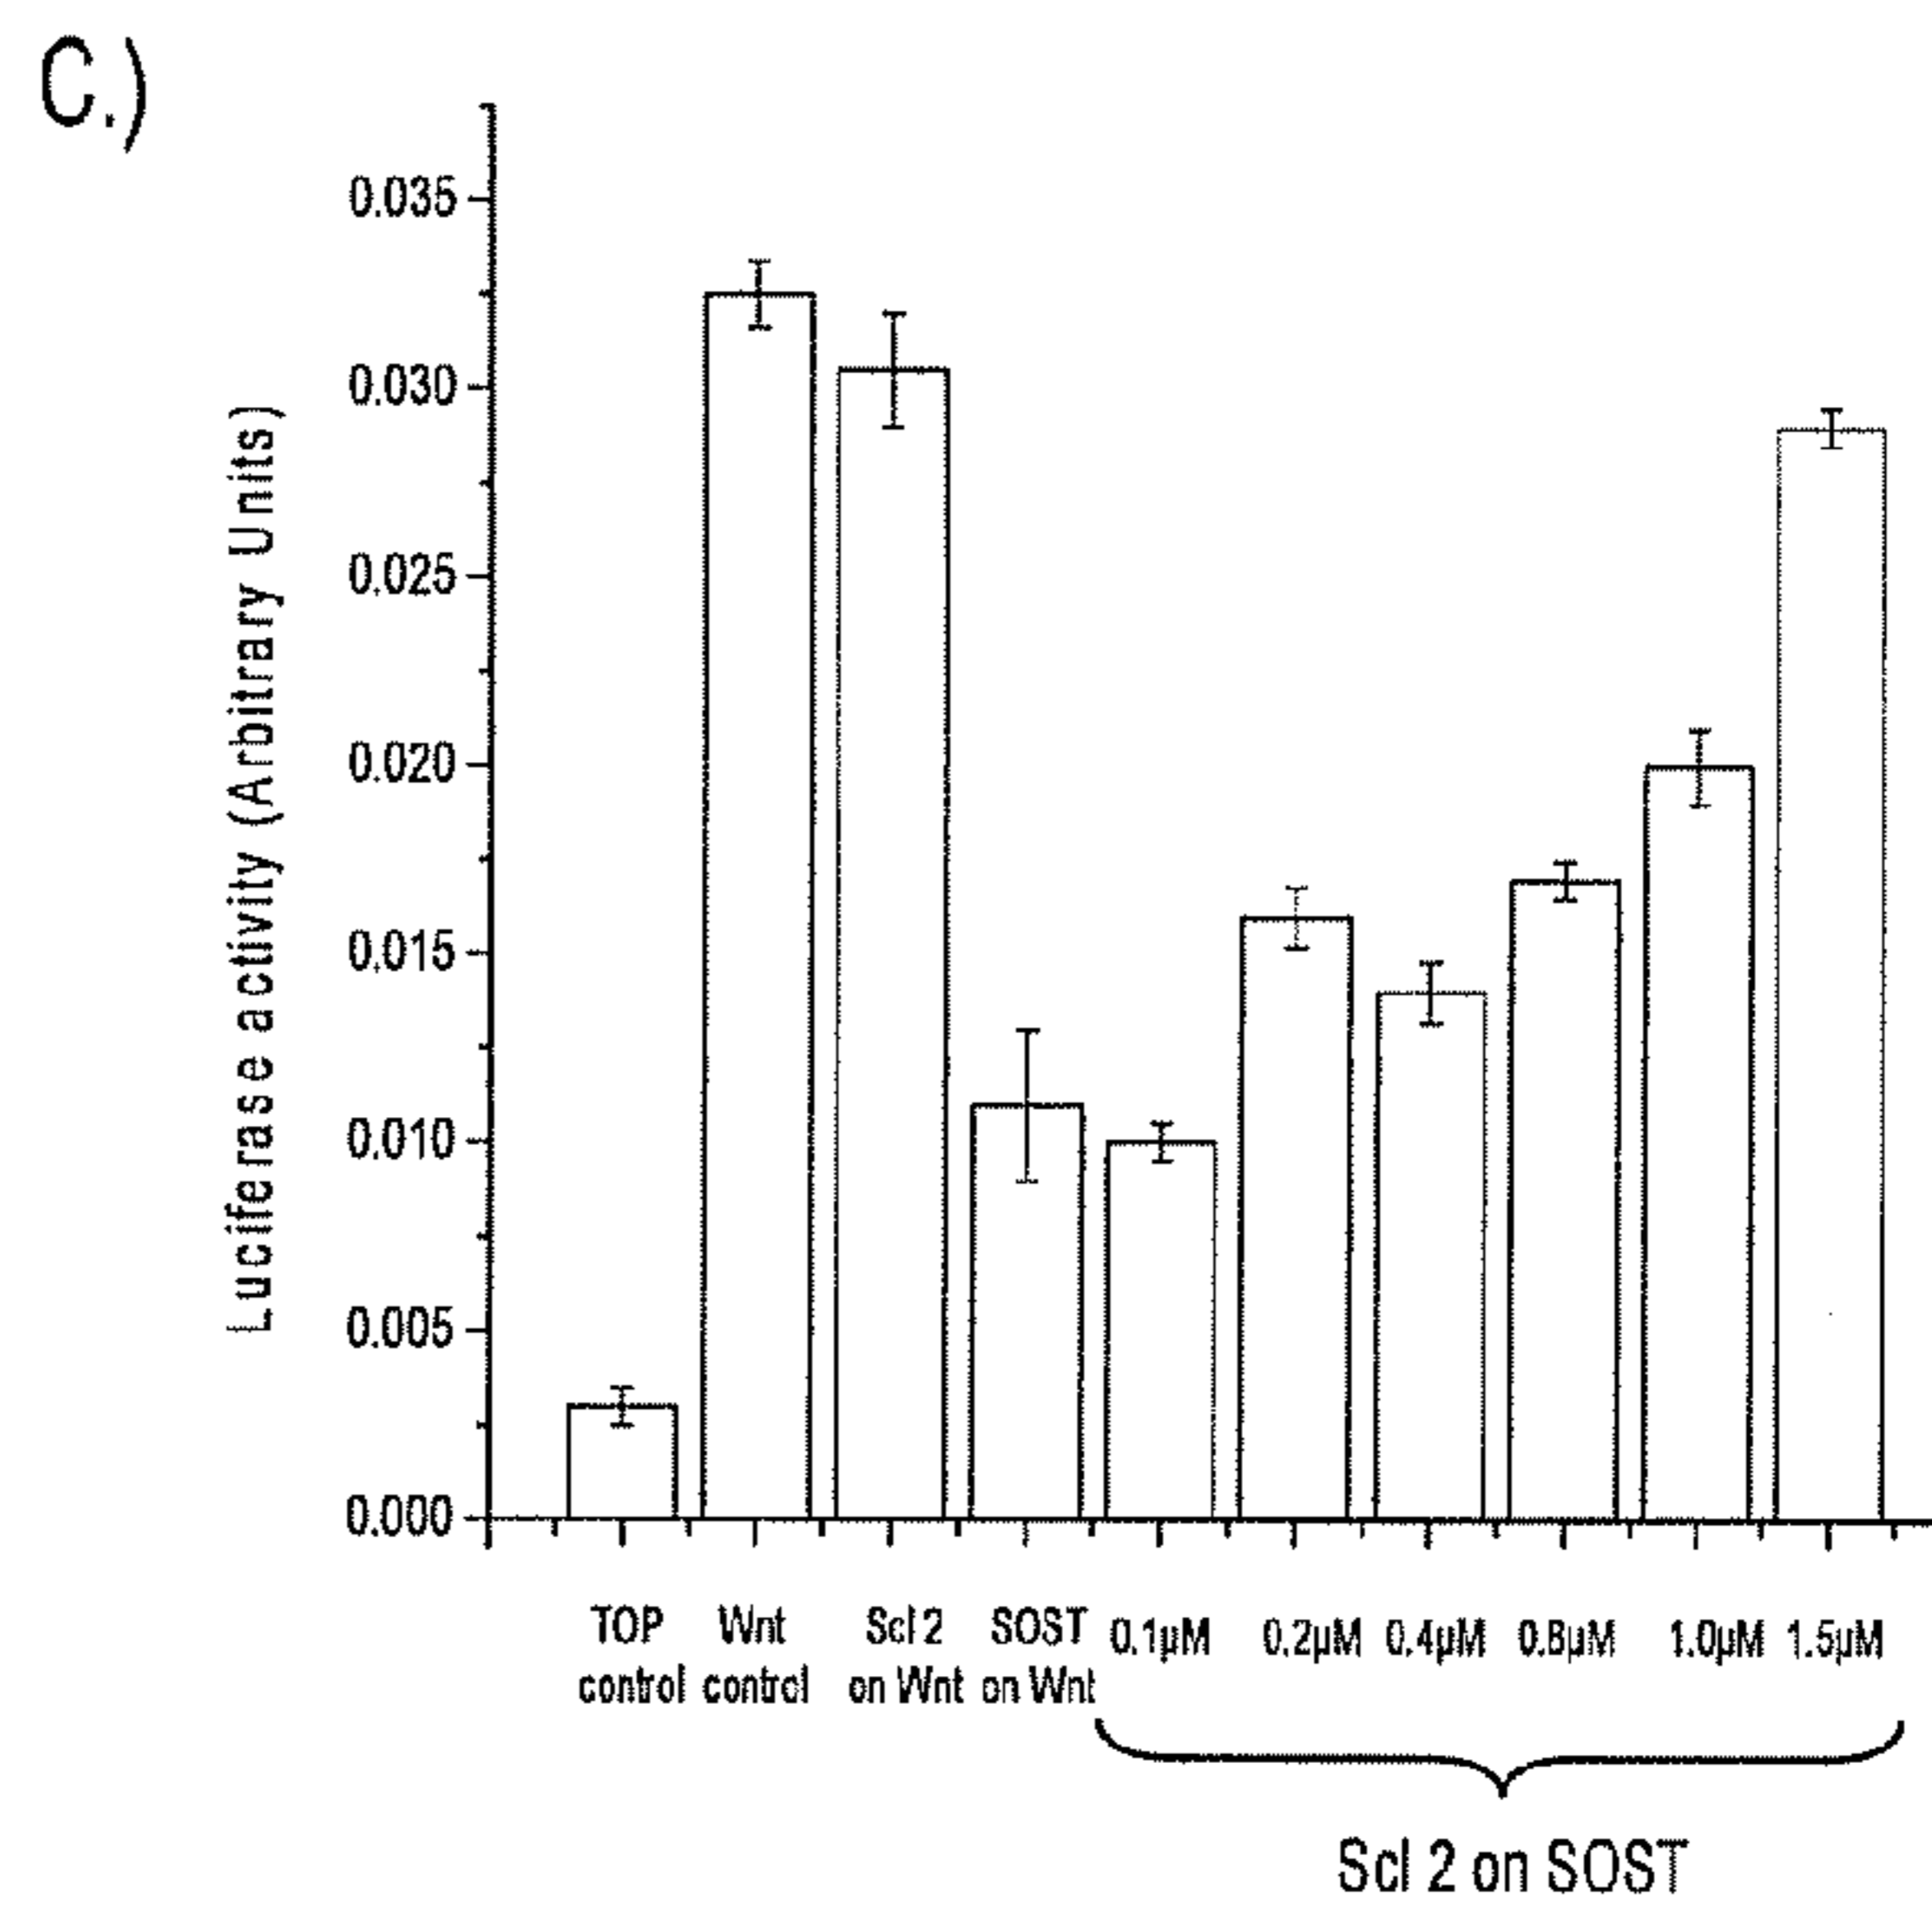 C.)
Luciferase activity (Arbitrary Units)
0.035
0.030
0.025
0.020
0.015
0.010
0.005
0.000
TOP control
Wnt control
Scl 2 on Wnt
SOST on Wnt
0.1µM
0.2µM
0.4µM
0.8µM
1.0µM
1.5µM
Scl 2 on SOST